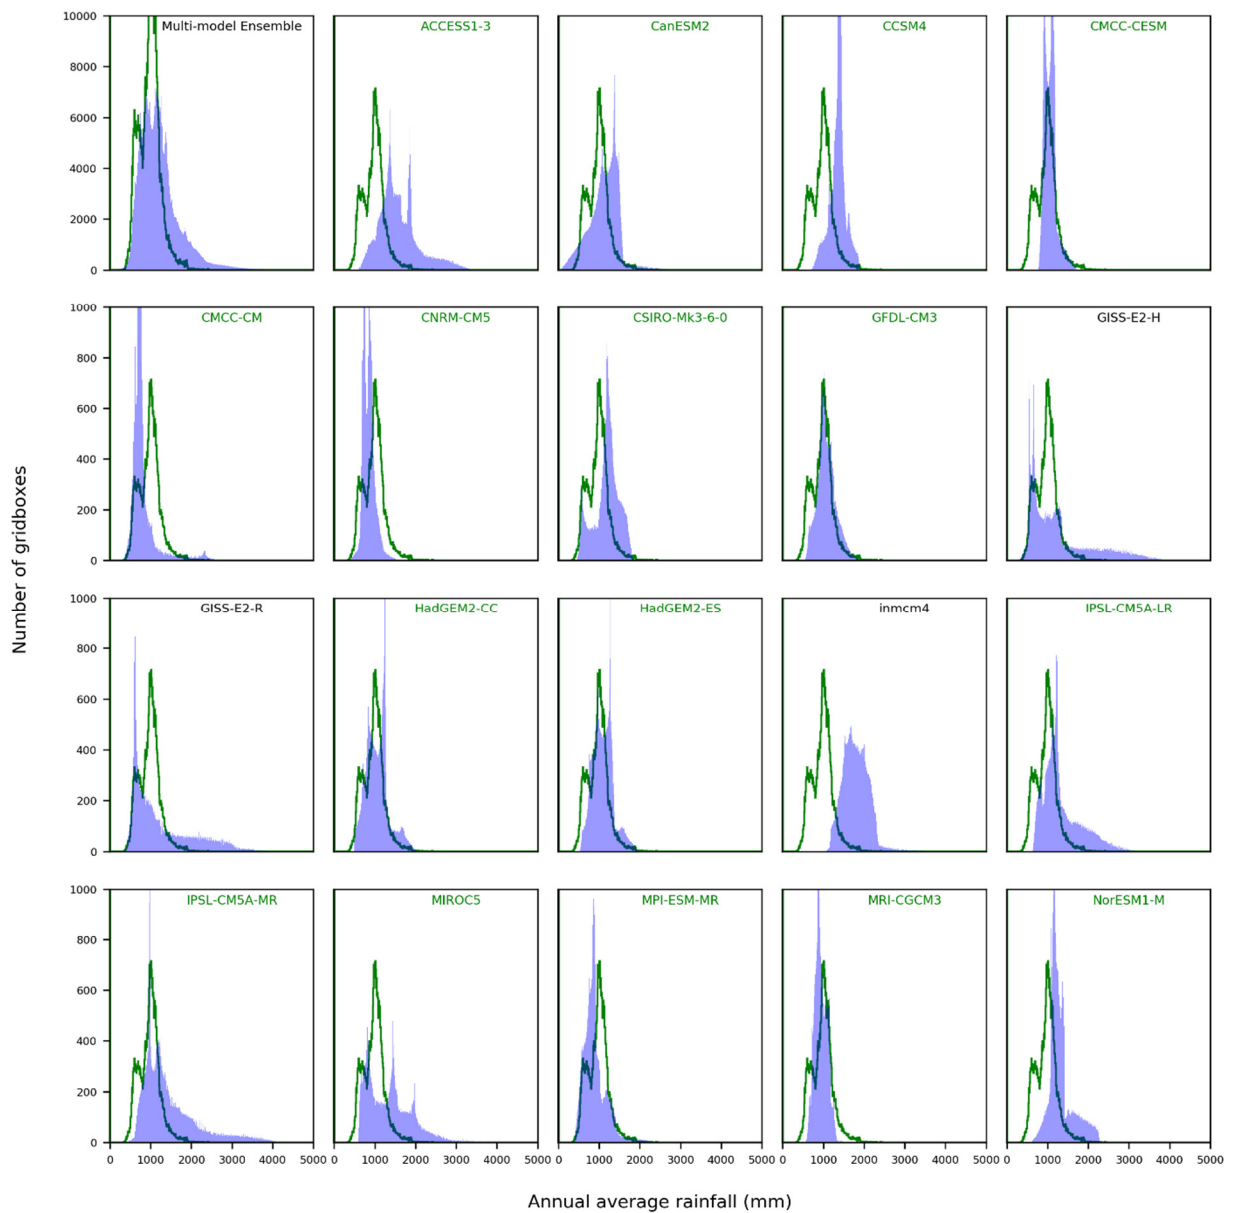 Multi-model Ensemble
ACCESS1-3
CanESM2
CCSM4
CMCC-CESM
10000
8000
6000
4000
2000
0
CMCC-CM
CNRM-CM5
CSIRO-Mk3-6-0
GFDL-CM3
GISS-E2-H
1000
800
600
400
200
0
GISS-E2-R
HadGEM2-CC
HadGEM2-ES
inmcm4
IPSL-CM5A-LR
1000
800
600
400
200
0
IPSL-CM5A-MR
MIROC5
MPI-ESM-MR
MRI-CGCM3
NorESM1-M
1000
800
600
400
200
0
0 1000 2000 3000 4000 5000
0 1000 2000 3000 4000 5000
0 1000 2000 3000 4000 5000
0 1000 2000 3000 4000 5000
0 1000 2000 3000 4000 5000
Number of gridboxes
Annual average rainfall (mm)